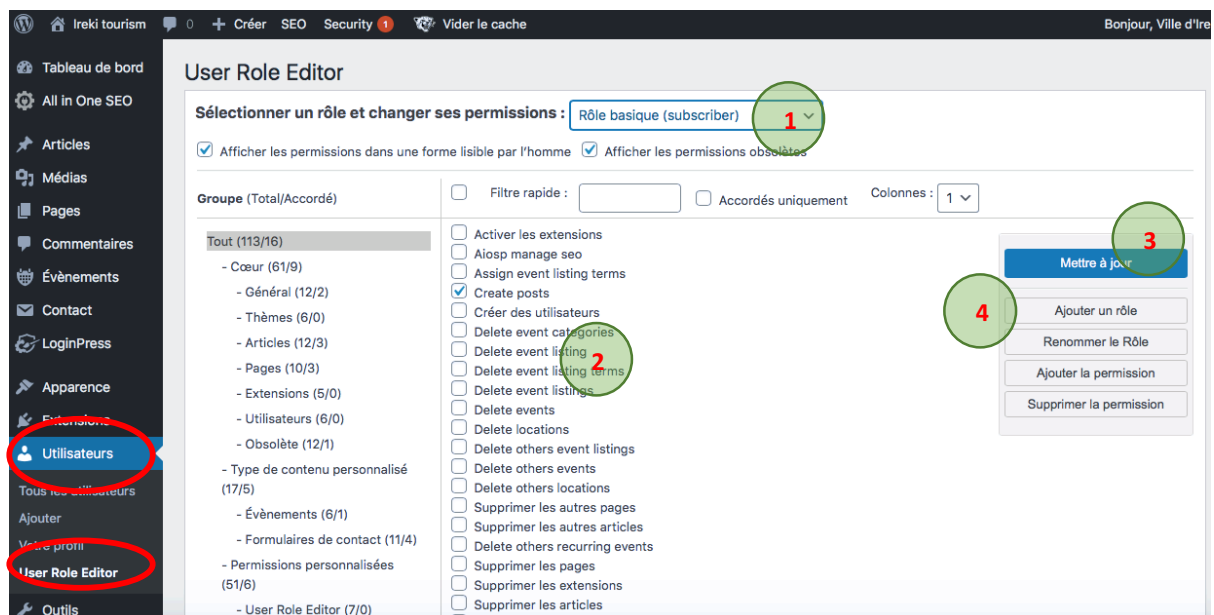 Ireki tourism 0 + Créer SEO Security 1 Vider le cache Bonjour, Ville d'Ire
Tableau de bord
All in One SEO
Articles
Médias
Pages
Commentaires
Évènements
Contact
LoginPress
Apparence
Extensions
Utilisateurs
Tous les utilisateurs
Ajouter
Votre profil
User Role Editor
Outils
User Role Editor
Sélectionner un rôle et changer ses permissions : Rôle basique (subscriber) 1
Afficher les permissions dans une forme lisible par l'homme Afficher les permissions obsolètes
Groupe (Total/Accordé)
Filtre rapide : Accordés uniquement Colonnes : 1
Tout (113/16)
- Cœur (61/9)
- Général (12/2)
- Thèmes (6/0)
- Articles (12/3)
- Pages (10/3)
- Extensions (5/0)
- Utilisateurs (6/0)
- Obsolète (12/1)
- Type de contenu personnalisé
(17/5)
- Évènements (6/1)
- Formulaires de contact (11/4)
- Permissions personnalisées
(51/6)
- User Role Editor (7/0)
Activer les extensions
Aiosp manage seo
Assign event listing terms
Create posts
Créer des utilisateurs
Delete event categories
Delete event listing
2
Delete event listing terms
Delete event listings
Delete events
Delete locations
Delete others event listings
Delete others events
Delete others locations
Supprimer les autres pages
Supprimer les autres articles
Delete others recurring events
Supprimer les pages
Supprimer les extensions
Supprimer les articles
3
Mettre à jour
4 Ajouter un rôle
Renommer le Rôle
Ajouter la permission
Supprimer la permission